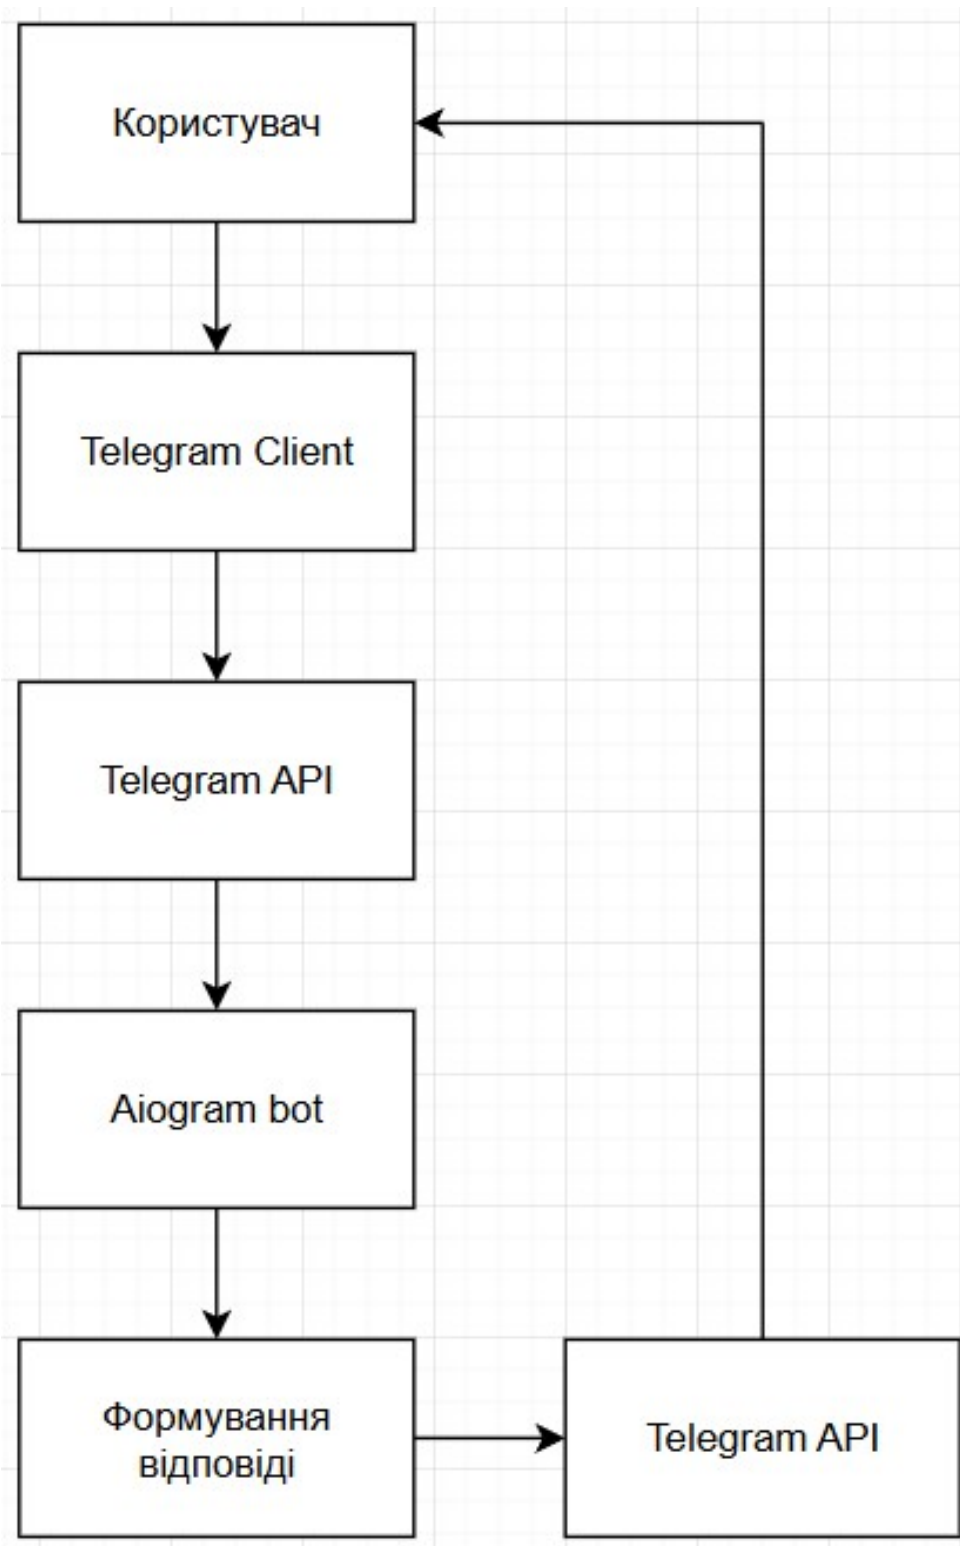 Користувач
Telegram Client
Telegram API
Aiogram bot
Формування
відповіді
Telegram API